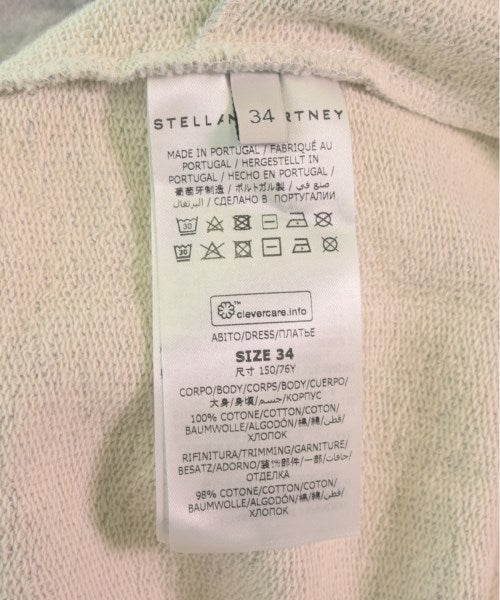 34
STELLA RTNEY
MADE IN PORTUGAL / FABRIQUÉ AU
PORTUGAL / HERGESTELLT IN
PORTUGAL / HECHO EN PORTUGAL
葡萄牙制造 / ポルトガル製 / صنع في
البرتغال / СДЕЛАНО В ПОРТУГАЛИИ
30
30
clevercare.info
ABITO/DRESS/ПЛАТЬЕ
SIZE 34
尺寸 150/76Y
CORPO/BODY/CORPS/BODY/CUERPO/
大身/身頃/جسم/КОРПУС
100% COTONE/COTTON/COTON/
BAUMWOLLE/ALGODÓN/棉/綿/قطن/
ХЛОПОК
RIFINITURA/TRIMMING/GARNITURE/
BESATZ/ADORNO/装饰部件/一部/حافات/
ОТДЕЛКА
98% COTONE/COTTON/COTON/
BAUMWOLLE/ALGODÓN/棉/綿/قطن/
ХЛОПОК